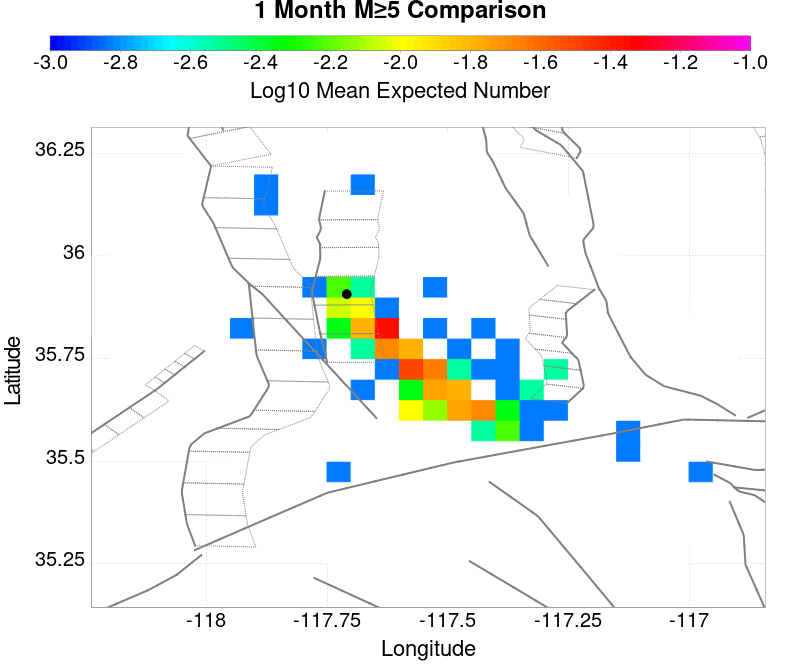 1 Month M≥5 Comparison
-3.0 -2.8 -2.6 -2.4 -2.2 -2.0 -1.8 -1.6 -1.4 -1.2 -1.0
Log10 Mean Expected Number
36.25
36
35.75
35.5
35.25
Latitude
-118 -117.75 -117.5 -117.25 -117
Longitude